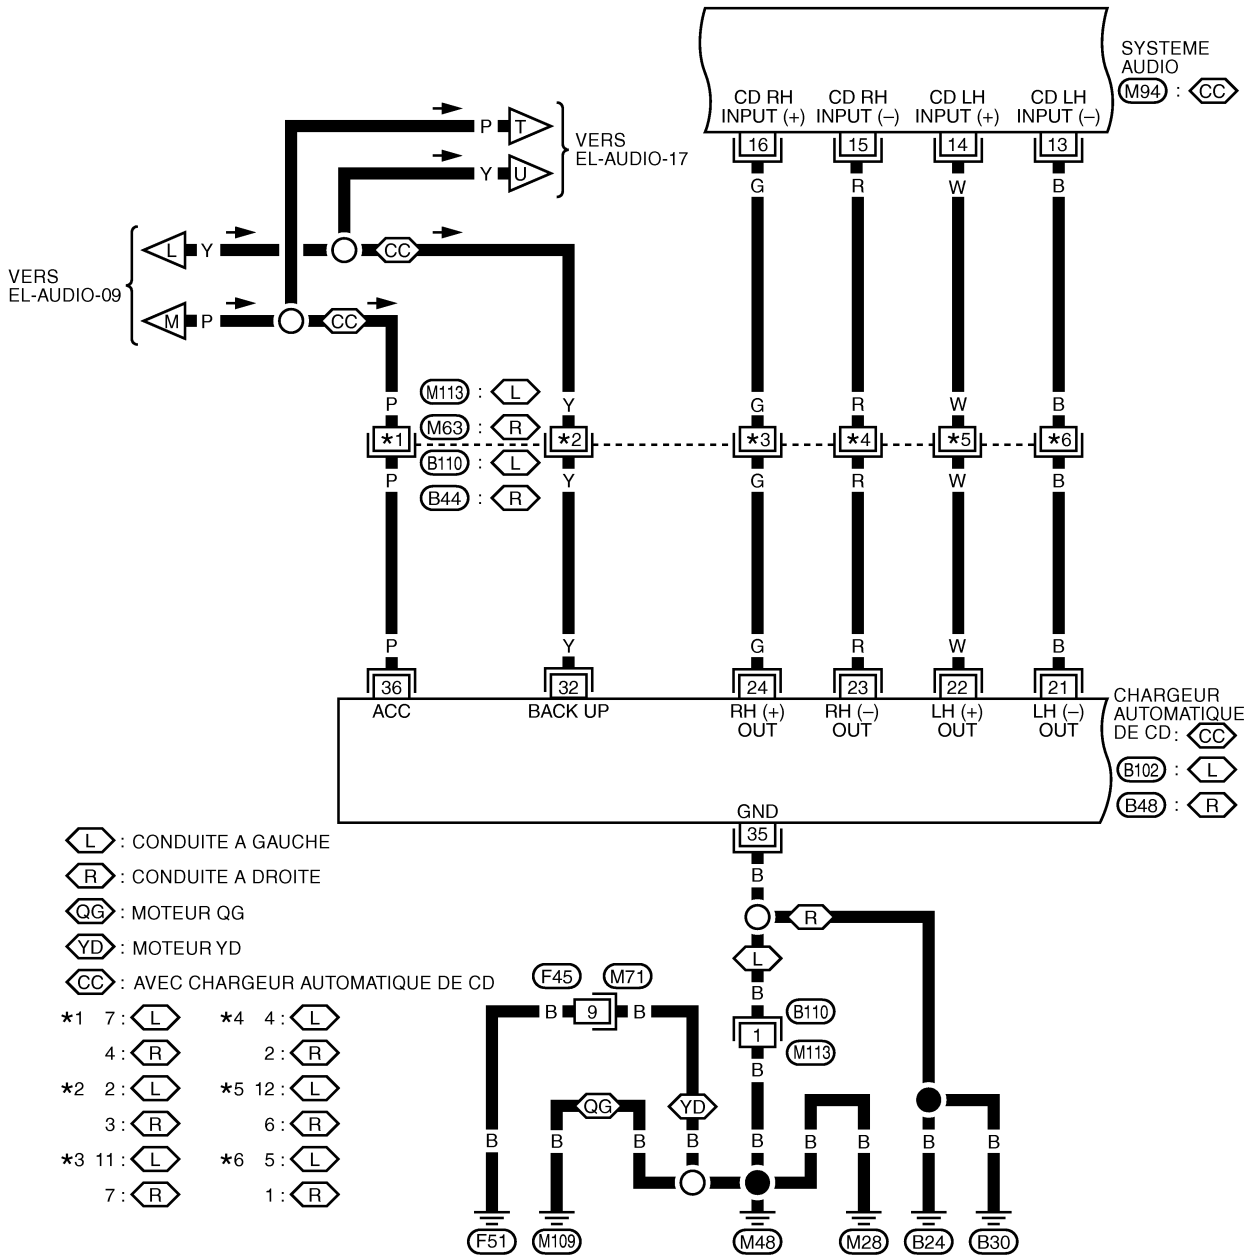 SYSTEME
AUDIO
M94 : CC
CD RH
INPUT (+)
CD RH
INPUT (–)
CD LH
INPUT (+)
CD LH
INPUT (–)
16 15 14 13
G R W B
P T
Y U
VERS
EL-AUDIO-17
L Y CC
VERS
EL-AUDIO-09
M P CC
M113 : L
P Y G R W B
M63 : R
*1 *2 *3 *4 *5 *6
B110 : L
P Y G R W B
B44 : R
P Y G R W B
36 32 24 23 22 21
ACC
BACK UP
RH (+)
OUT
RH (–)
OUT
LH (+)
OUT
LH (–)
OUT
CHARGEUR
AUTOMATIQUE
DE CD : CC
B102 : L
B48 : R
GND
35
B
R
L
B
B110
1
M113
B
L : CONDUITE A GAUCHE
R : CONDUITE A DROITE
QG : MOTEUR QG
YD : MOTEUR YD
CC : AVEC CHARGEUR AUTOMATIQUE DE CD
*1 7 : L *4 4 : L
4 : R 2 : R
*2 2 : L *5 12 : L
3 : R 6 : R
*3 11 : L *6 5 : L
7 : R 1 : R
F45 M71
B 9 B
QG YD
B B B B B B B B B
F51 M109 M48 M28 B24 B30